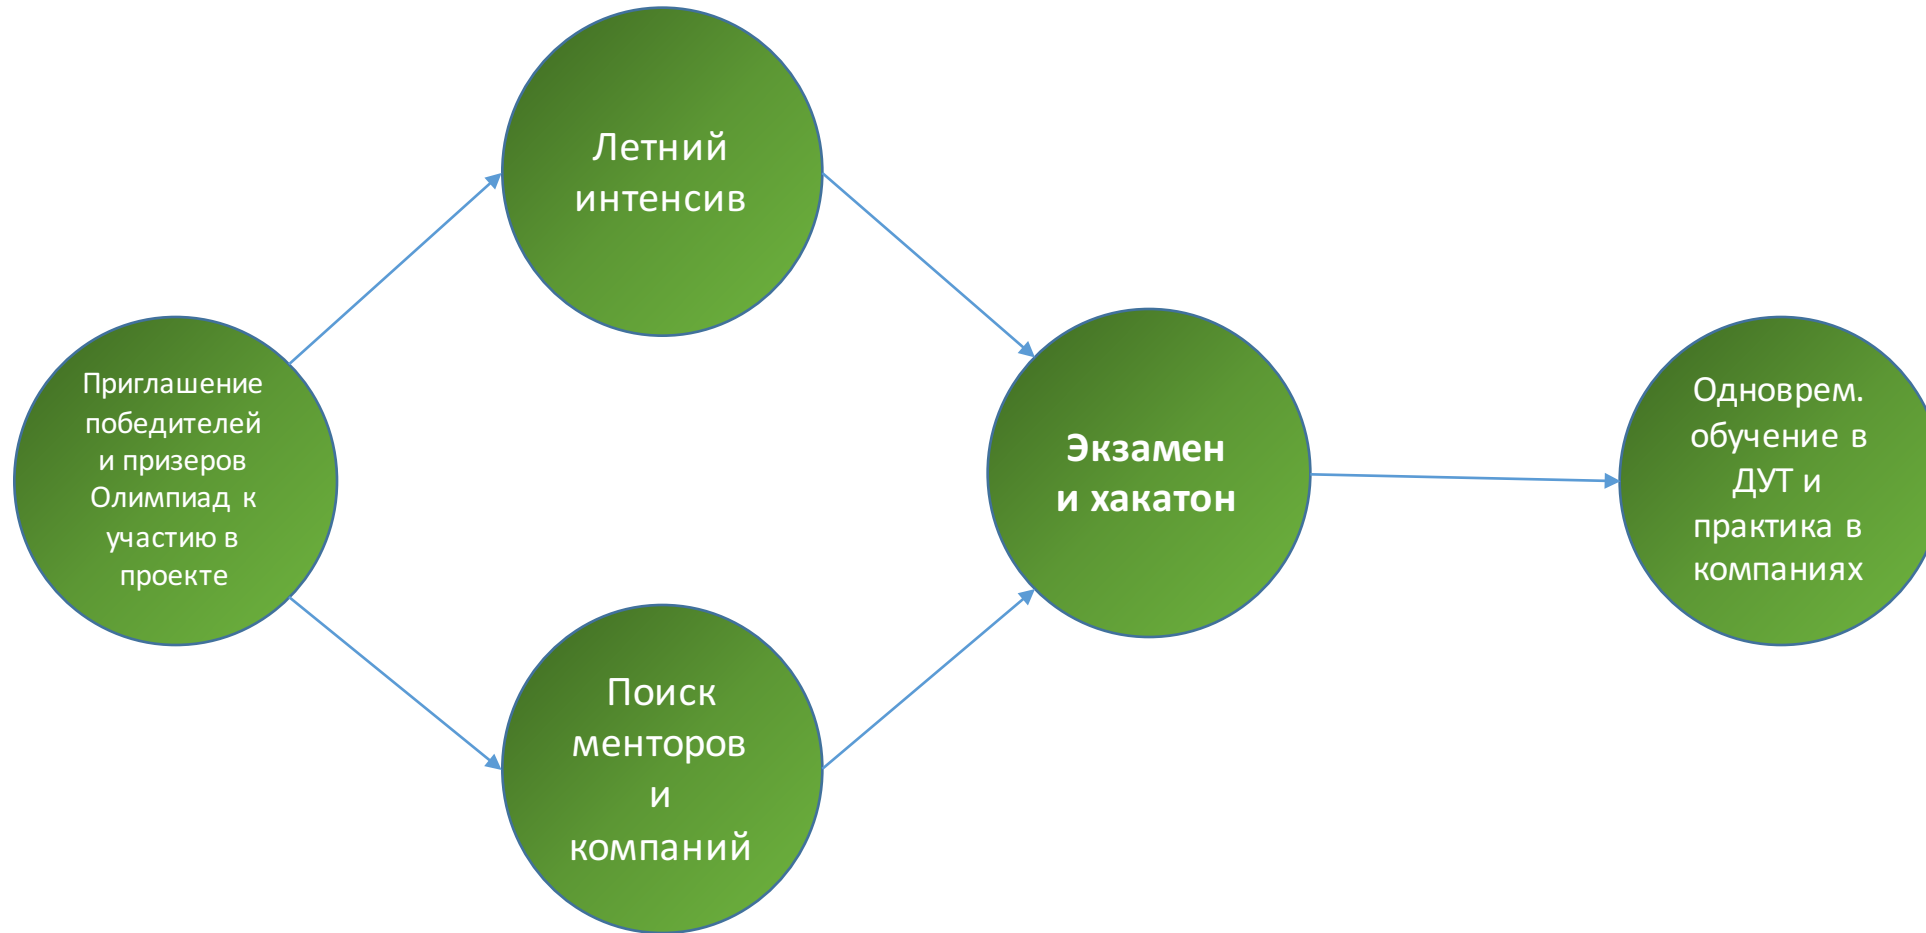 Летний
интенсив
Приглашение
победителей
и призеров
Олимпиад к
участию в
проекте
Экзамен
и хакатон
Одноврем.
обучение в
ДУТ и
практика в
компаниях
Поиск
менторов
и
компаний